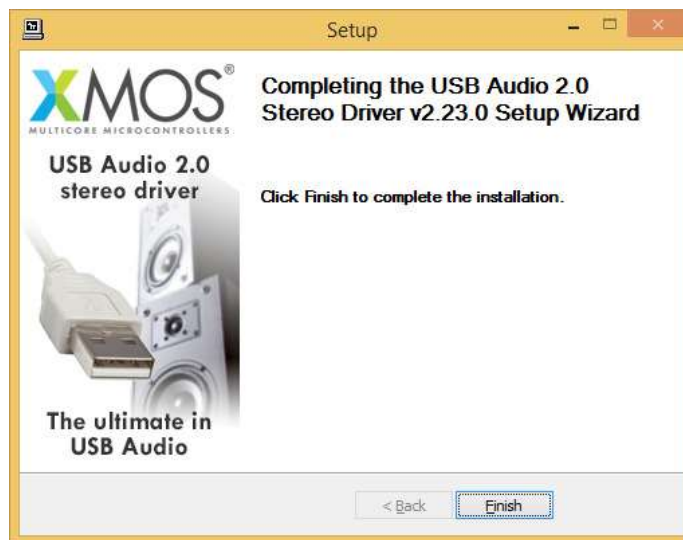 Setup
XMOS®
MULTICORE MICROCONTROLLERS
USB Audio 2.0
stereo driver
The ultimate in
USB Audio
Completing the USB Audio 2.0
Stereo Driver v2.23.0 Setup Wizard
Click Finish to complete the installation.
< Back
Finish